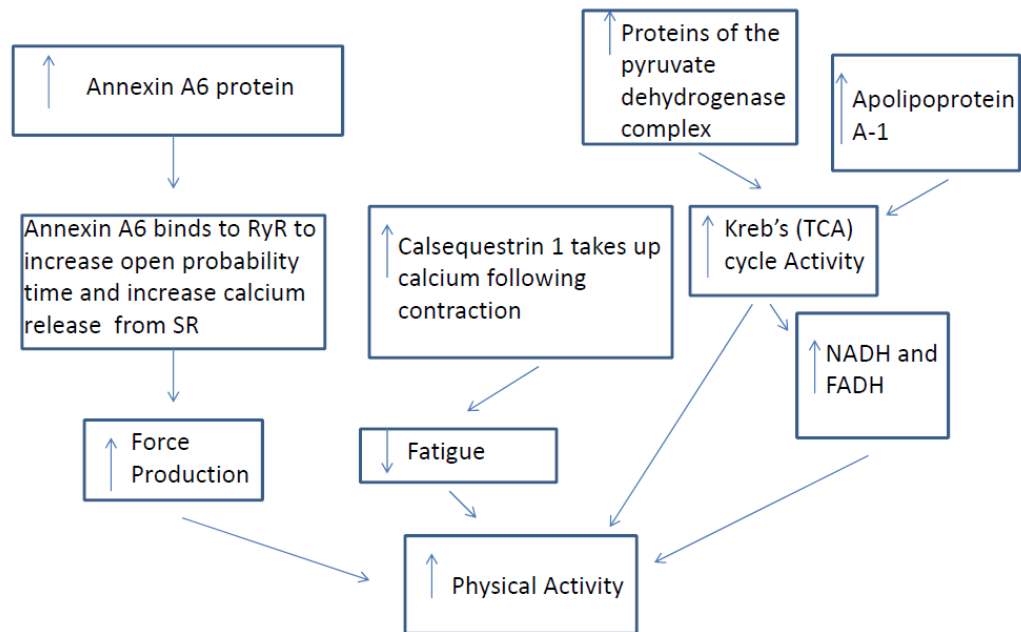 Annexin A6 protein
Proteins of the
pyruvate
dehydrogenase
complex
Apolipoprotein
A-1
Annexin A6 binds to RyR to
increase open probability
time and increase calcium
release from SR
Calsequestrin 1 takes up
calcium following
contraction
Kreb's (TCA)
cycle Activity
NADH and
FADH
Force
Production
Fatigue
Physical Activity